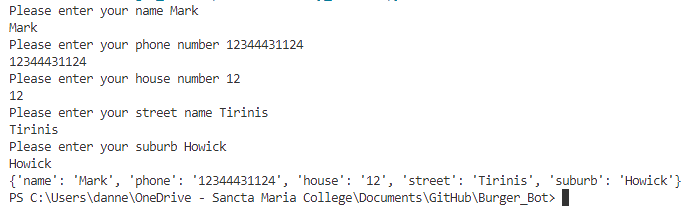 Please enter your name Mark
Mark
Please enter your phone number 12344431124
12344431124
Please enter your house number 12
12
Please enter your street name Tirinis
Tirinis
Please enter your suburb Howick
Howick
{'name': 'Mark', 'phone': '12344431124', 'house': '12', 'street': 'Tirinis', 'suburb': 'Howick'}
PS C:\Users\danne\OneDrive - Sancta Maria College\Documents\GitHub\Burger_Bot>